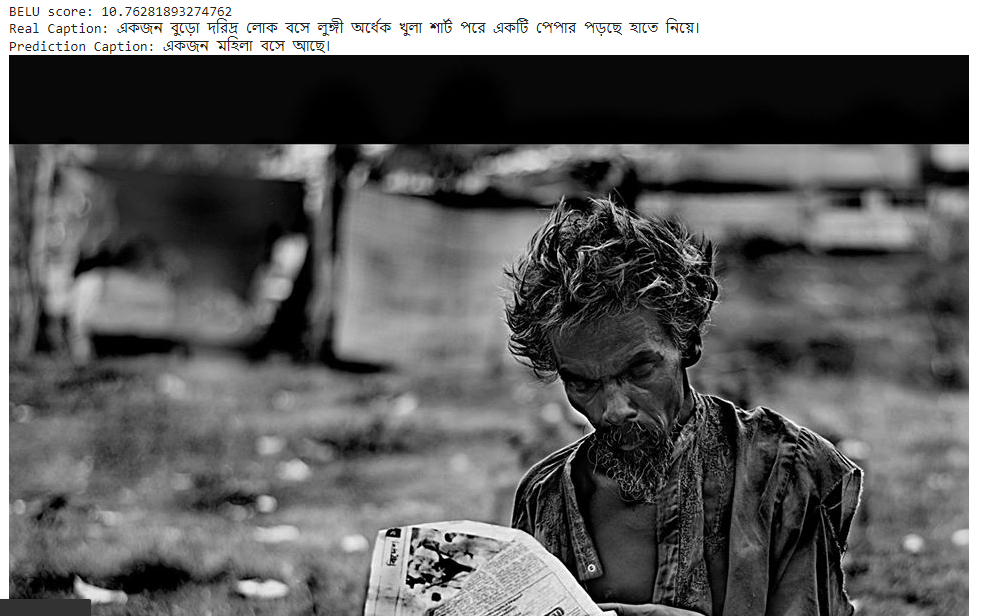 BELU score: 10.76281893274762
Real Caption: একজন বুড়ো দরিদ্র লোক বসে লুঙ্গী অর্ধেক খুলা শার্ট পরে একটি পেপার পড়ছে হাতে নিয়ে।
Prediction Caption: একজন মহিলা বসে আছে।